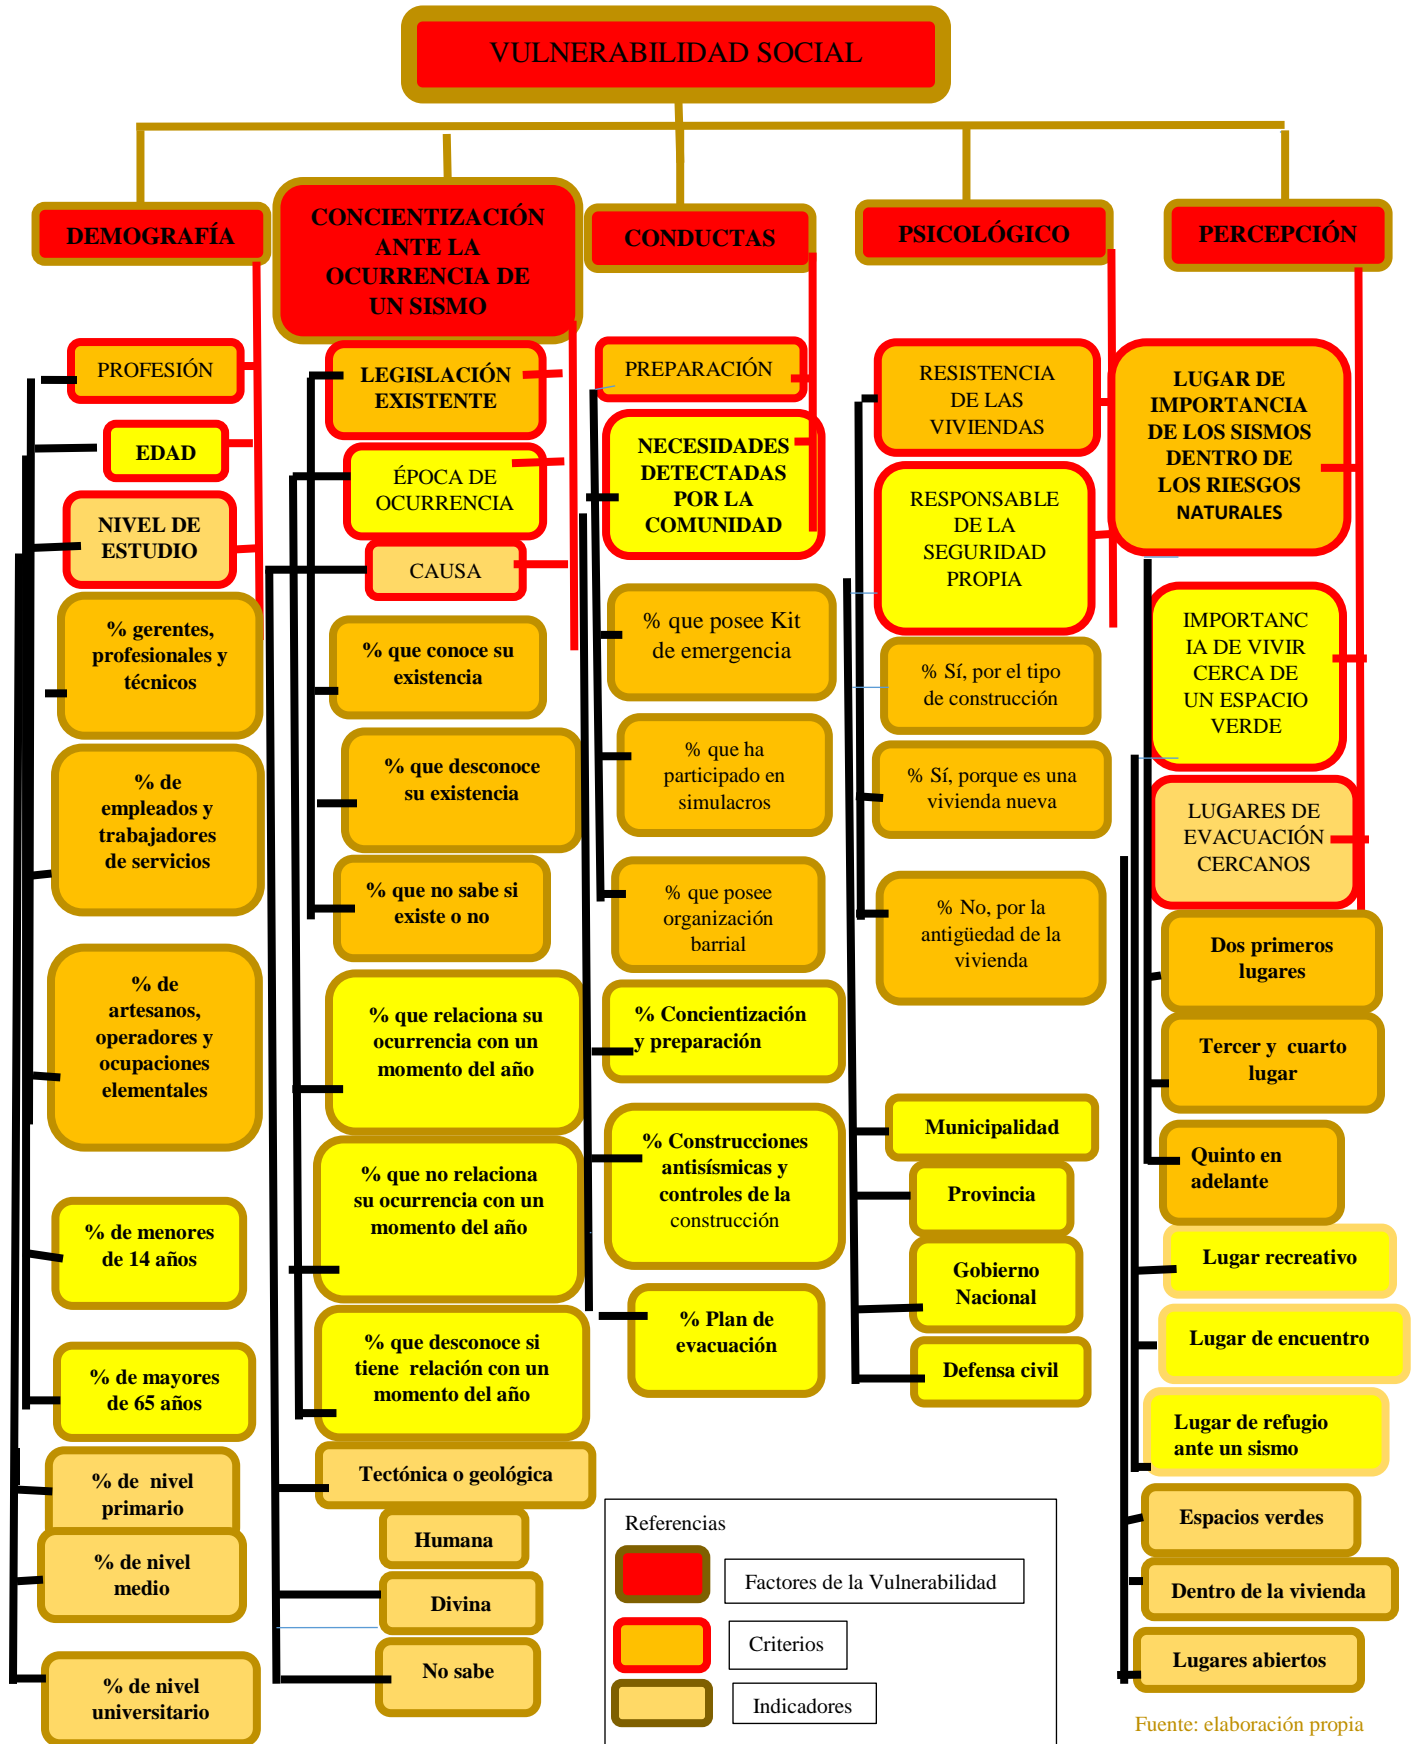 VULNERABILIDAD SOCIAL
DEMOGRAFÍA
PROFESIÓN
EDAD
NIVEL DE
ESTUDIO
% gerentes,
profesionales y
técnicos
% de
empleados y
trabajadores
de servicios
% de
artesanos,
operadores y
ocupaciones
elementales
% de menores
de 14 años
% de mayores
de 65 años
% de nivel
primario
% de nivel
medio
% de nivel
universitario
CONCIENTIZACIÓN
ANTE LA
OCURRENCIA DE
UN SISMO
LEGISLACIÓN
EXISTENTE
ÉPOCA DE
OCURRENCIA
CAUSA
% que conoce su
existencia
% que desconoce
su existencia
% que no sabe si
existe o no
% que relaciona su
ocurrencia con un
momento del año
% que no relaciona
su ocurrencia con un
momento del año
% que desconoce si
tiene relación con un
momento del año
Tectónica o geológica
Humana
Divina
No sabe
CONDUCTAS
PREPARACIÓN
NECESIDADES
DETECTADAS
POR LA
COMUNIDAD
% que posee Kit
de emergencia
% que ha
participado en
simulacros
% que posee
organización
barrial
% Concientización
y preparación
% Construcciones
antisísmicas y
controles de la
construcción
% Plan de
evacuación
PSICOLÓGICO
RESISTENCIA
DE LAS
VIVIENDAS
RESPONSABLE
DE LA
SEGURIDAD
PROPIA
% Sí, por el tipo
de construcción
% Sí, porque es una
vivienda nueva
% No, por la
antigüedad de la
vivienda
Municipalidad
Provincia
Gobierno
Nacional
Defensa civil
PERCEPCIÓN
LUGAR DE
IMPORTANCIA
DE LOS SISMOS
DENTRO DE
LOS RIESGOS
NATURALES
IMPORTANC
IA DE VIVIR
CERCA DE
UN ESPACIO
VERDE
LUGARES DE
EVACUACIÓN
CERCANOS
Dos primeros
lugares
Tercer y cuarto
lugar
Quinto en
adelante
Lugar recreativo
Lugar de encuentro
Lugar de refugio
ante un sismo
Espacios verdes
Dentro de la vivienda
Lugares abiertos
Referencias
Factores de la Vulnerabilidad
Criterios
Indicadores
Fuente: elaboración propia